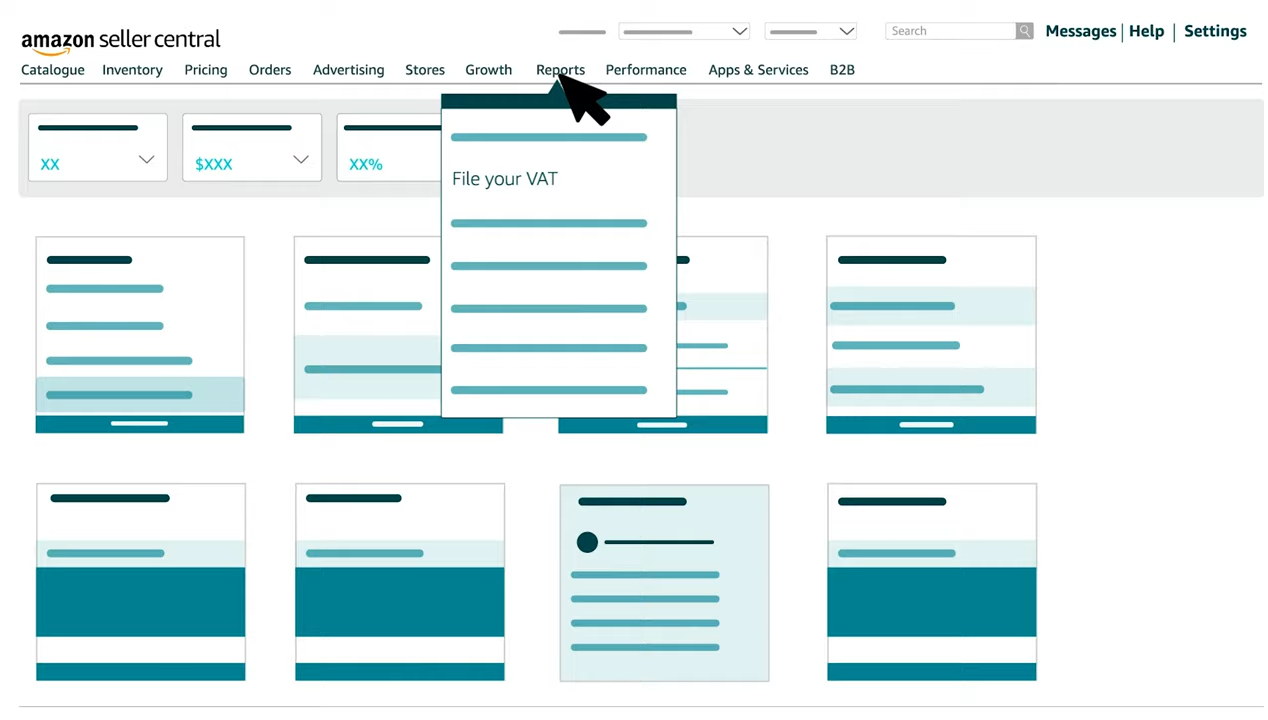 amazon seller central
Search
Messages | Help | Settings
Catalogue Inventory Pricing Orders Advertising Stores Growth Reports Performance Apps & Services B2B
XX
$XXX
XX%
File your VAT